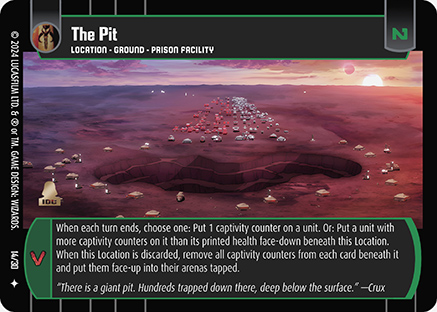 The Pit
LOCATION - GROUND - PRISON FACILITY
N
© 2024 LUCASFILM LTD. & ® or TM. GAME DESIGN: WIZARDS.
IDC
V
When each turn ends, choose one: Put 1 captivity counter on a unit. Or: Put a unit with
more captivity counters on it than its printed health face-down beneath this Location.
When this Location is discarded, remove all captivity counters from each card beneath it
and put them face-up into their arenas tapped.
"There is a giant pit. Hundreds trapped down there, deep below the surface." —Crux